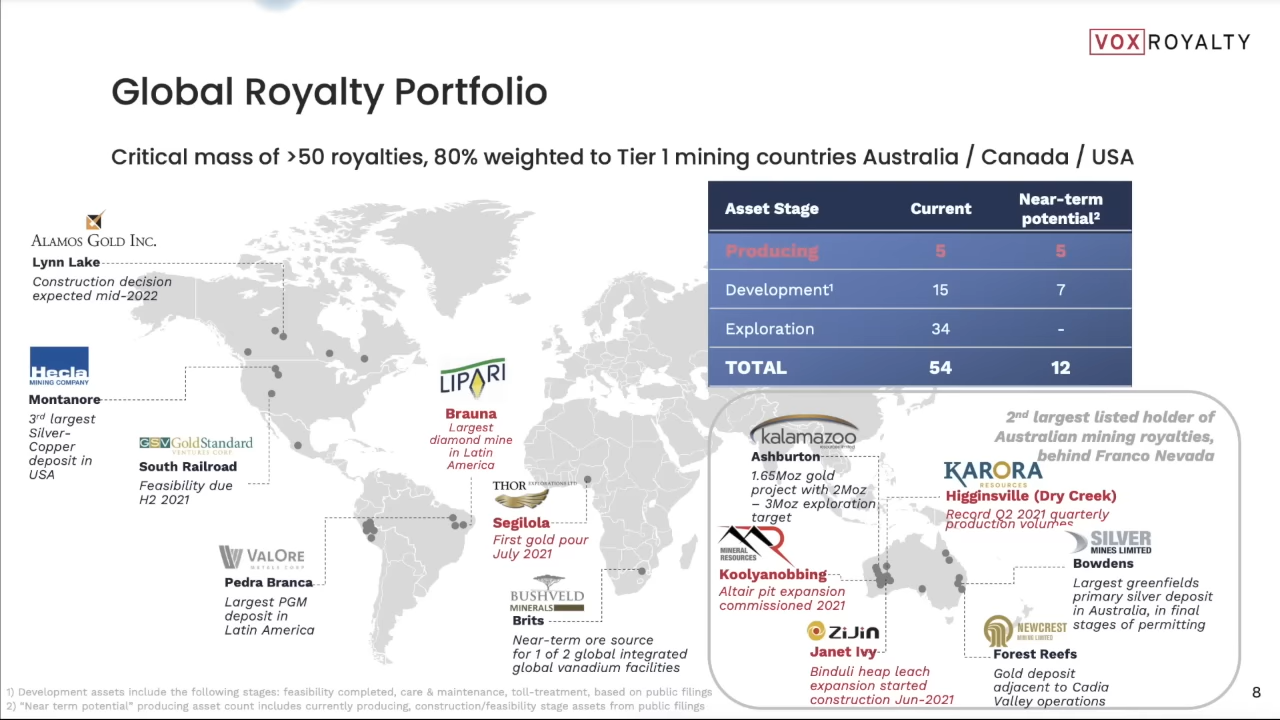 VOX ROYALTY
Global Royalty Portfolio
Critical mass of >50 royalties, 80% weighted to Tier 1 mining countries Australia / Canada / USA
Asset Stage Current Near-term potential²
Producing 5 5
Development¹ 15 7
Exploration 34 -
TOTAL 54 12
ALAMOS GOLD INC.
Lynn Lake
Construction decision
expected mid-2022
Hecla
MINING COMPANY
Montanore
3rd largest
Silver-
Copper
deposit in
USA
GSV GoldStandard
VENTURES CORP
South Railroad
Feasibility due
H2 2021
LIPARI
Brauna
Largest
diamond mine
in Latin
America
THOR EXPLORATIONS LTD
Segilola
First gold pour
July 2021
VALORE
METALS CORP
Pedra Branca
Largest PGM
deposit in
Latin America
BUSHVELD
MINERALS
Brits
Near-term ore source
for 1 of 2 global integrated
global vanadium facilities
2nd largest listed holder of
Australian mining royalties,
behind Franco Nevada
kalamazoo
Ashburton
1.65Moz gold
project with 2Moz
– 3Moz exploration
target
KARORA
RESOURCES
Higginsville (Dry Creek)
Record Q2 2021 quarterly
production volumes
MINERAL
RESOURCES
Koolyanobbing
Altair pit expansion
commissioned 2021
SILVER
MINES LIMITED
Bowdens
Largest greenfields
primary silver deposit
in Australia, in final
stages of permitting
ZIJIN
Janet Ivy
Binduli heap leach
expansion started
construction Jun-2021
NEWCREST
MINING LIMITED
Forest Reefs
Gold deposit
adjacent to Cadia
Valley operations
1) Development assets include the following stages: feasibility completed, care & maintenance, toll-treatment, based on public filings
2) “Near term potential” producing asset count includes currently producing, construction/feasibility stage assets from public filings
8